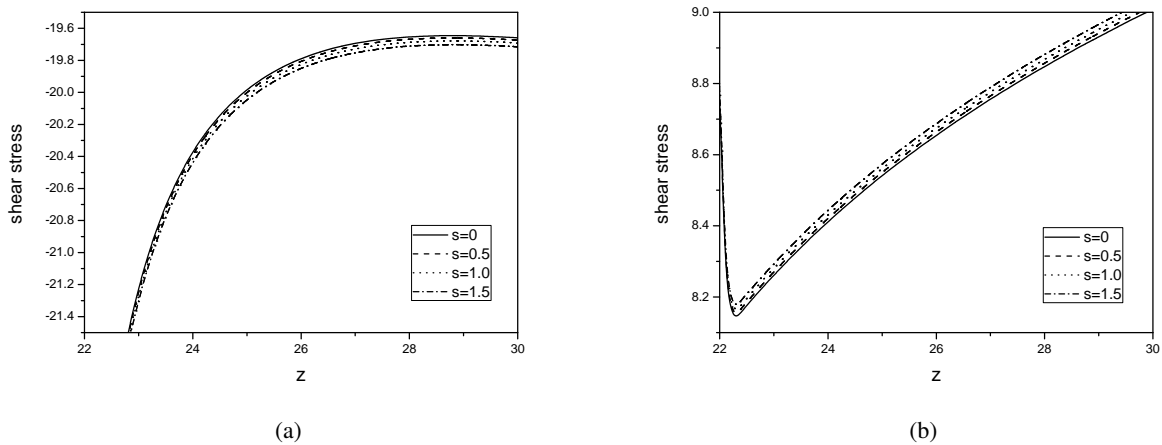 -19.6
-19.8
-20.0
-20.2
-20.4
-20.6
-20.8
-21.0
-21.2
-21.4
shear stress
22
24
26
28
30
z
s=0
s=0.5
s=1.0
s=1.5
(a)
9.0
8.8
8.6
8.4
8.2
shear stress
22
24
26
28
30
z
s=0
s=0.5
s=1.0
s=1.5
(b)